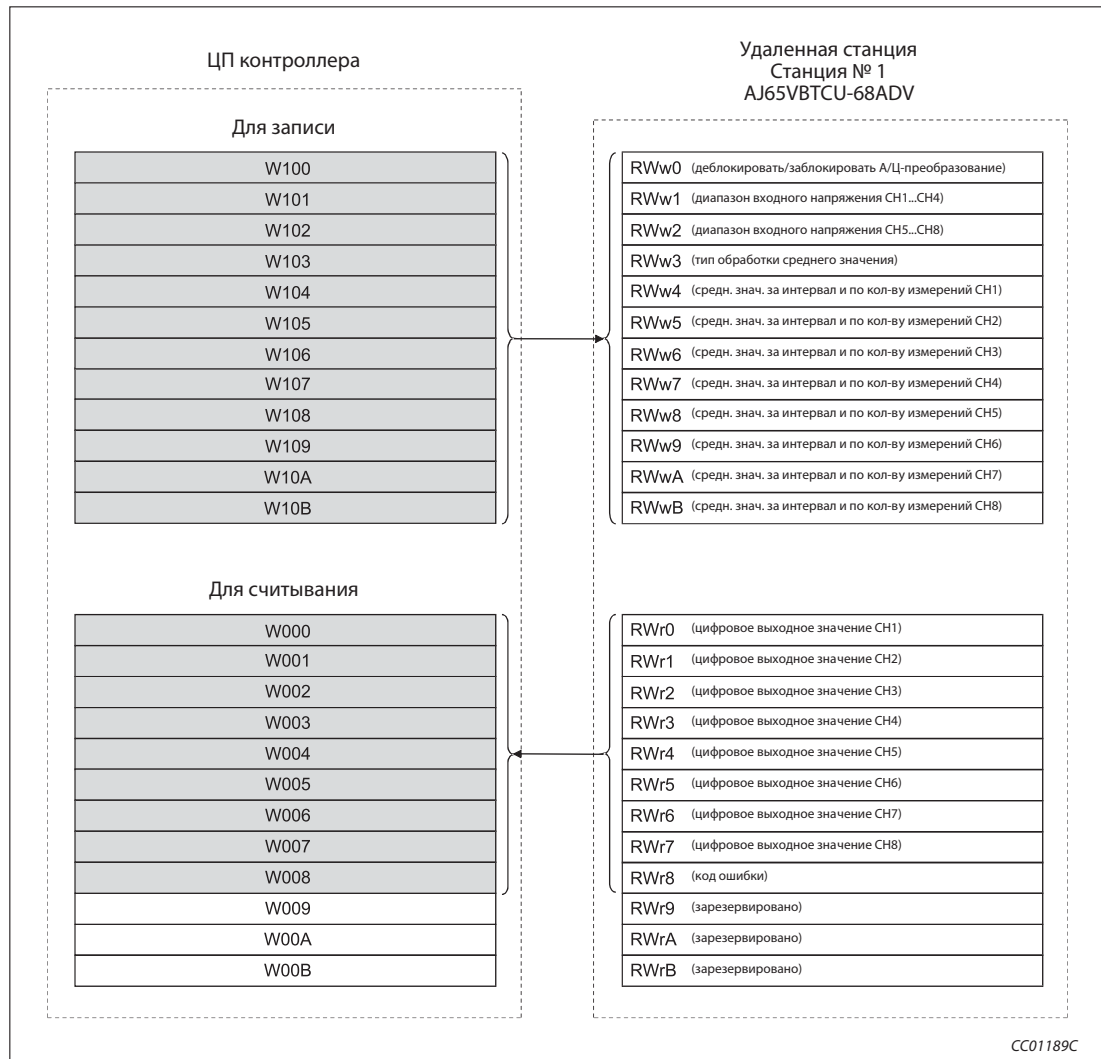 ЦП контроллера
Удаленная станция
Станция № 1
AJ65VBTCU-68ADV
Для записи
W100
W101
W102
W103
W104
W105
W106
W107
W108
W109
W10A
W10B
RWw0 (деблокировать/заблокировать А/Ц-преобразование)
RWw1 (диапазон входного напряжения CH1...CH4)
RWw2 (диапазон входного напряжения CH5...CH8)
RWw3 (тип обработки среднего значения)
RWw4 (средн. знач. за интервал и по кол-ву измерений CH1)
RWw5 (средн. знач. за интервал и по кол-ву измерений CH2)
RWw6 (средн. знач. за интервал и по кол-ву измерений CH3)
RWw7 (средн. знач. за интервал и по кол-ву измерений CH4)
RWw8 (средн. знач. за интервал и по кол-ву измерений CH5)
RWw9 (средн. знач. за интервал и по кол-ву измерений CH6)
RWwA (средн. знач. за интервал и по кол-ву измерений CH7)
RWwB (средн. знач. за интервал и по кол-ву измерений CH8)
Для считывания
W000
W001
W002
W003
W004
W005
W006
W007
W008
W009
W00A
W00B
RWr0 (цифровое выходное значение CH1)
RWr1 (цифровое выходное значение CH2)
RWr2 (цифровое выходное значение CH3)
RWr3 (цифровое выходное значение CH4)
RWr4 (цифровое выходное значение CH5)
RWr5 (цифровое выходное значение CH6)
RWr6 (цифровое выходное значение CH7)
RWr7 (цифровое выходное значение CH8)
RWr8 (код ошибки)
RWr9 (зарезервировано)
RWrA (зарезервировано)
RWrB (зарезервировано)
CC01189C